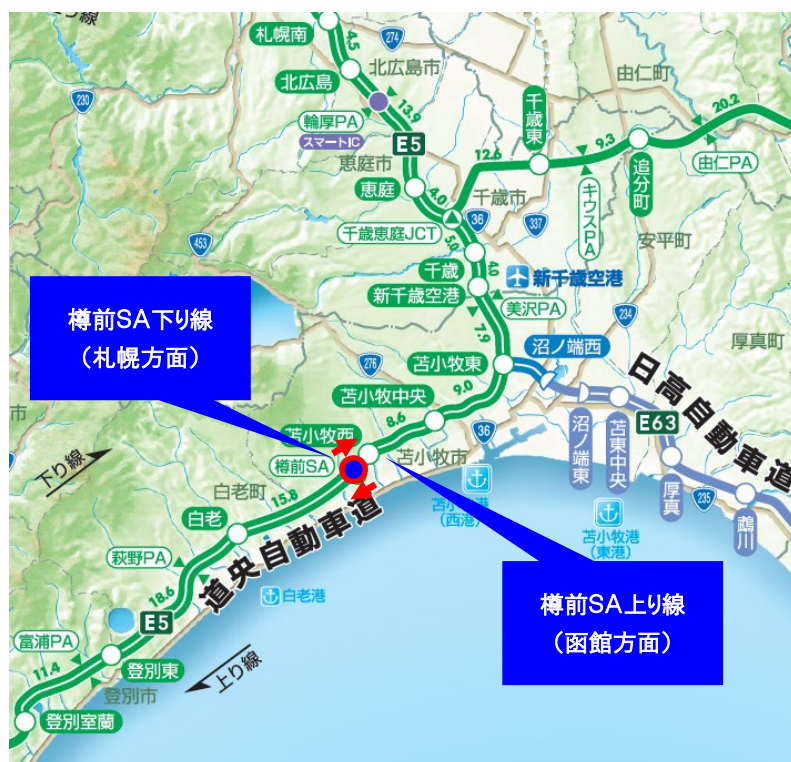 札幌南
4.5
274
北広島
北広島市
由仁町
230
輪厚PA
スマートIC
13.9
千歳東
20.2
E5
恵庭市
12.6
9.3
追分町
由仁PA
恵庭
4.0
千歳市
キウスPA
36
337
453
千歳恵庭JCT
5.0
安平町
千歳
4.0
新千歳空港
新千歳空港
美沢PA
樽前SA下り線
(札幌方面)
7.9
234
厚真町
276
苫小牧東
沼ノ端西
苫小牧中央
9.0
日高自動車道
8.6
苫小牧西
36
沼ノ端東
苫東中央
E63
市
樽前SA
苫小牧市
下り線
白老町
15.8
苫小牧港
(西港)
厚真
235
鵡川
白老
道央自動車道
苫小牧港
(東港)
萩野PA
18.6
白老港
樽前SA上り線
(函館方面)
E5
富浦PA
11.4
登別東
上り線
登別市
登別室蘭